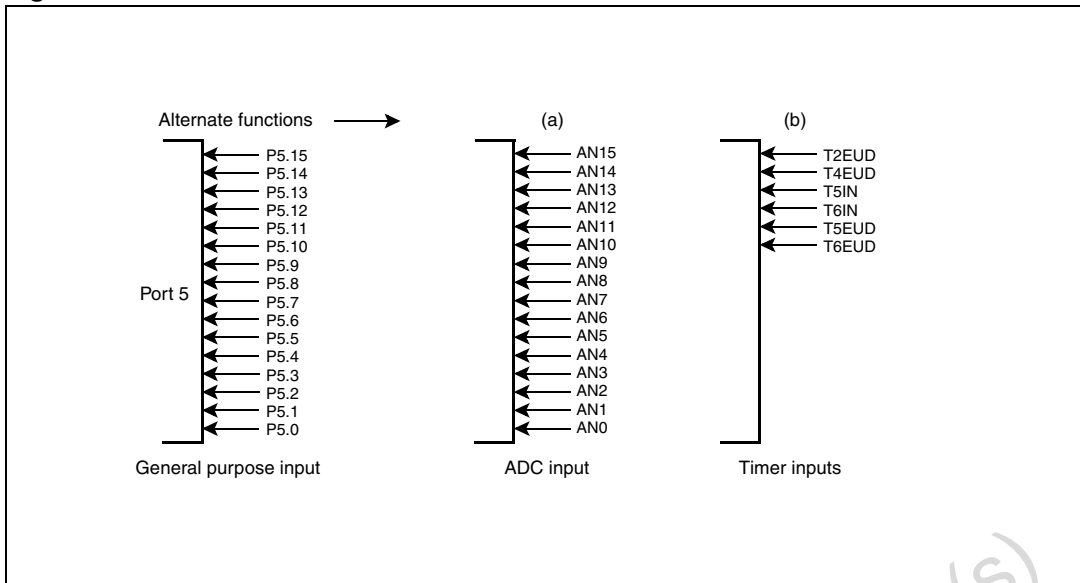 Alternate functions
(a)
(b)
P5.15
P5.14
P5.13
P5.12
P5.11
P5.10
P5.9
P5.8
P5.7
P5.6
P5.5
P5.4
P5.3
P5.2
P5.1
P5.0
Port 5
General purpose input
AN15
AN14
AN13
AN12
AN11
AN10
AN9
AN8
AN7
AN6
AN5
AN4
AN3
AN2
AN1
AN0
ADC input
T2EUD
T4EUD
T5IN
T6IN
T5EUD
T6EUD
Timer inputs
(s)